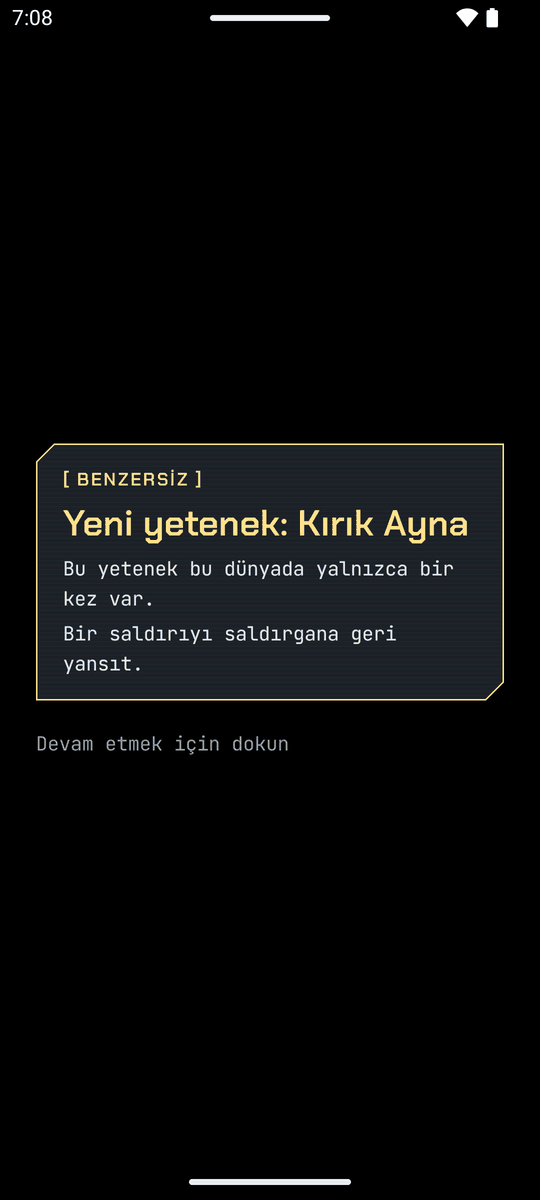 7:08
[ BENZERSİZ ]
Yeni yetenek: Kırık Ayna
Bu yetenek bu dünyada yalnızca bir
kez var.
Bir saldırıyı saldırgana geri
yansıt.
Devam etmek için dokun